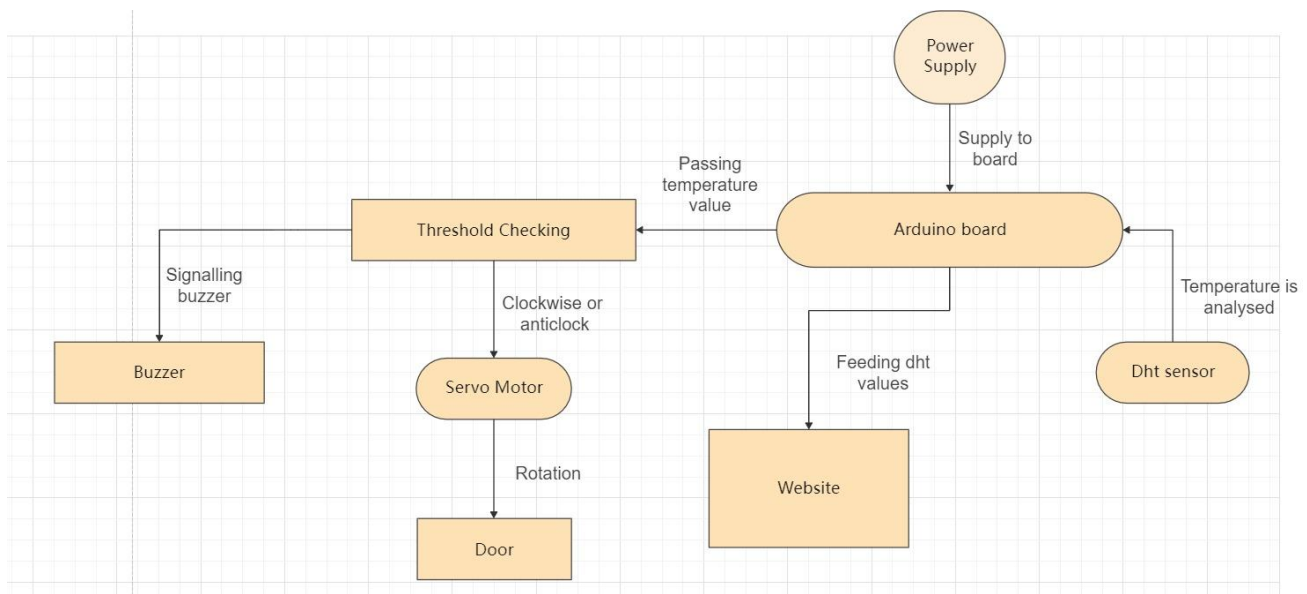 Power
Supply
Supply to
board
Passing
temperature
value
Threshold Checking
Arduino board
Signalling
buzzer
Clockwise or
anticlock
Temperature is
analysed
Buzzer
Servo Motor
Feeding dht
values
Dht sensor
Rotation
Website
Door